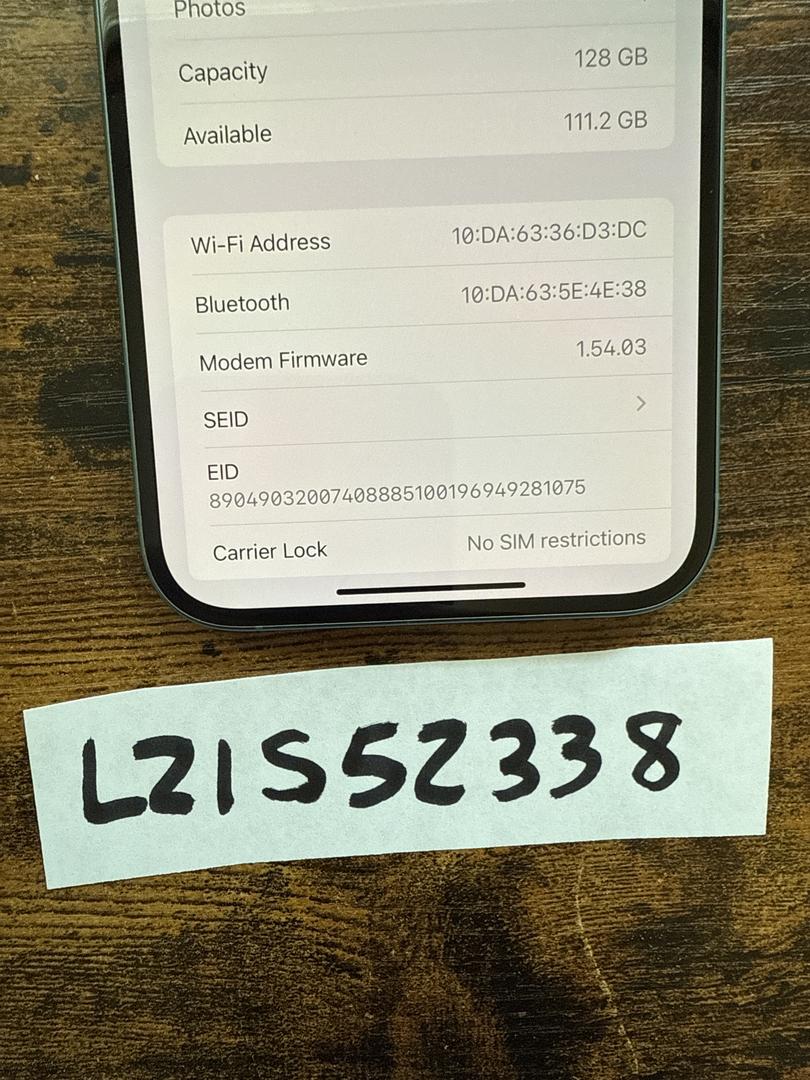 Photos
Capacity 128 GB
Available 111.2 GB
Wi-Fi Address 10:DA:63:36:D3:DC
Bluetooth 10:DA:63:5E:4E:38
Modem Firmware 1.54.03
SEID
EID
89049032007408885100196949281075
Carrier Lock No SIM restrictions
LZ1S52338